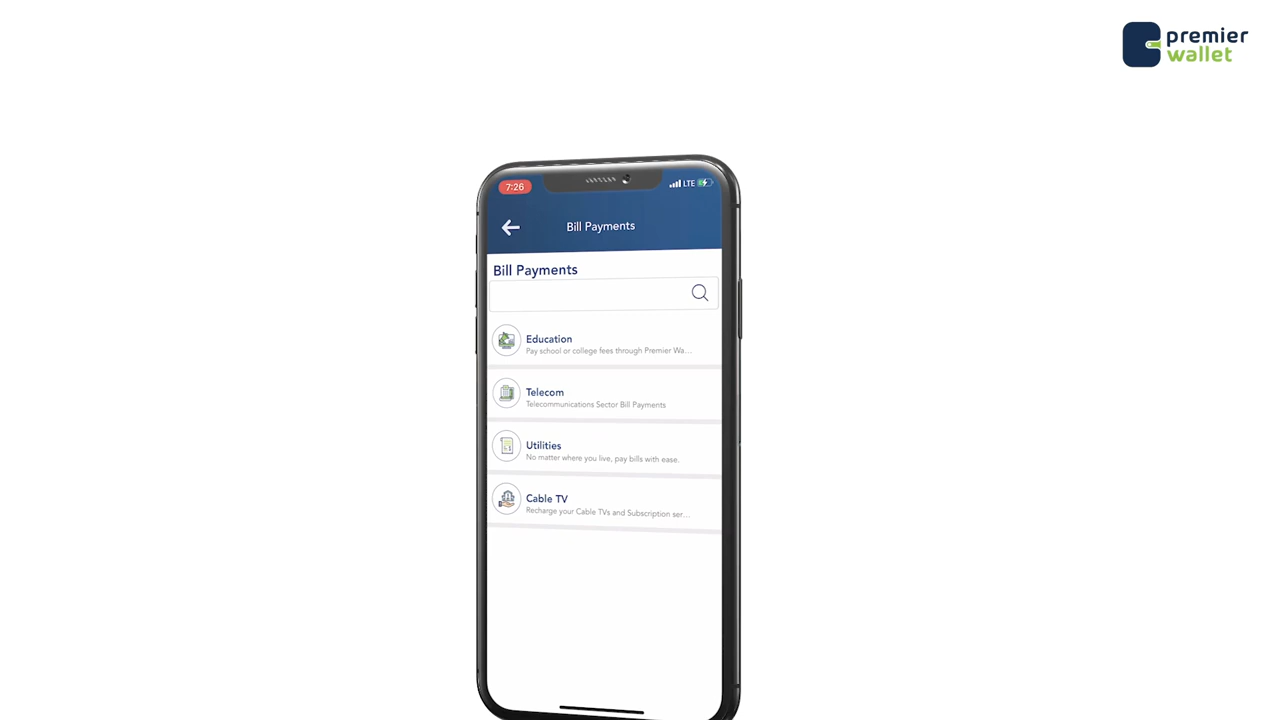 premier
wallet
7:26
LTE
Bill Payments
Bill Payments
Education
Pay school or college fees through Premier Wa...
Telecom
Telecommunications Sector Bill Payments
Utilities
No matter where you live, pay bills with ease.
Cable TV
Recharge your Cable TVs and Subscription ser...